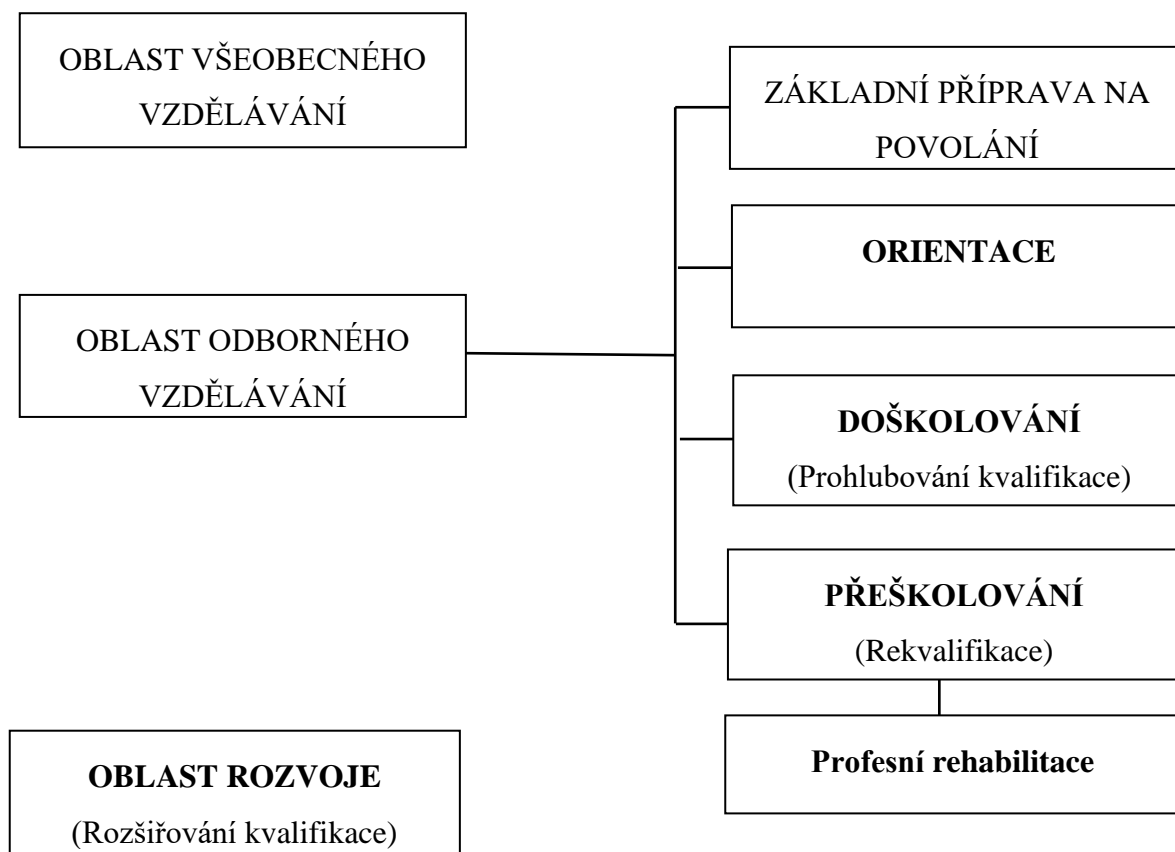 OBLAST VŠEOBECNÉHO
VZDĚLÁVÁNÍ
ZÁKLADNÍ PŘÍPRAVA NA
POVOLÁNÍ
ORIENTACE
OBLAST ODBORNÉHO
VZDĚLÁVÁNÍ
DOŠKOLOVÁNÍ
(Prohlubování kvalifikace)
PŘEŠKOLOVÁNÍ
(Rekvalifikace)
Profesní rehabilitace
OBLAST ROZVOJE
(Rozšiřování kvalifikace)